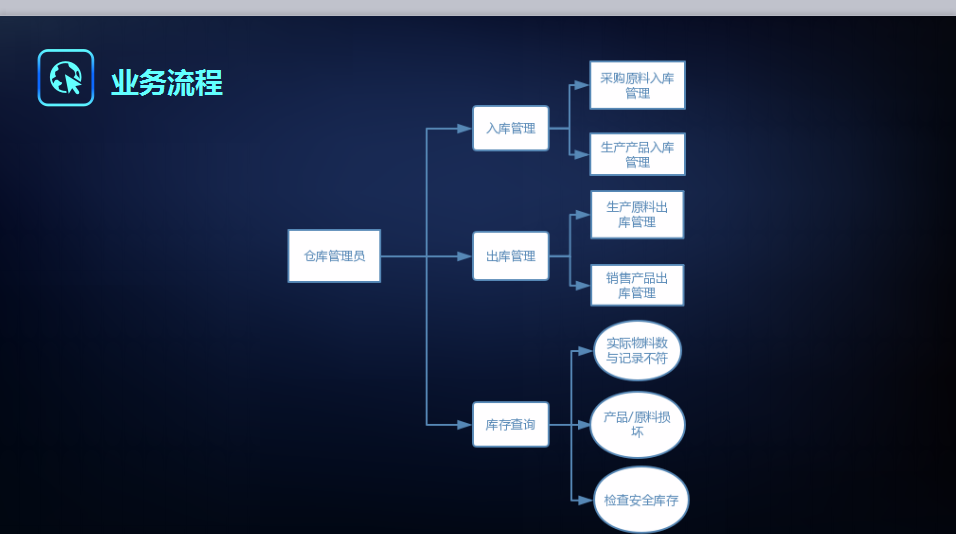 业务流程
采购原料入库
管理
入库管理
生产产品入库
管理
生产原料出
库管理
仓库管理员
出库管理
销售产品出
库管理
实际物料数
与记录不符
库存查询
产品/原料损
坏
检查安全库存